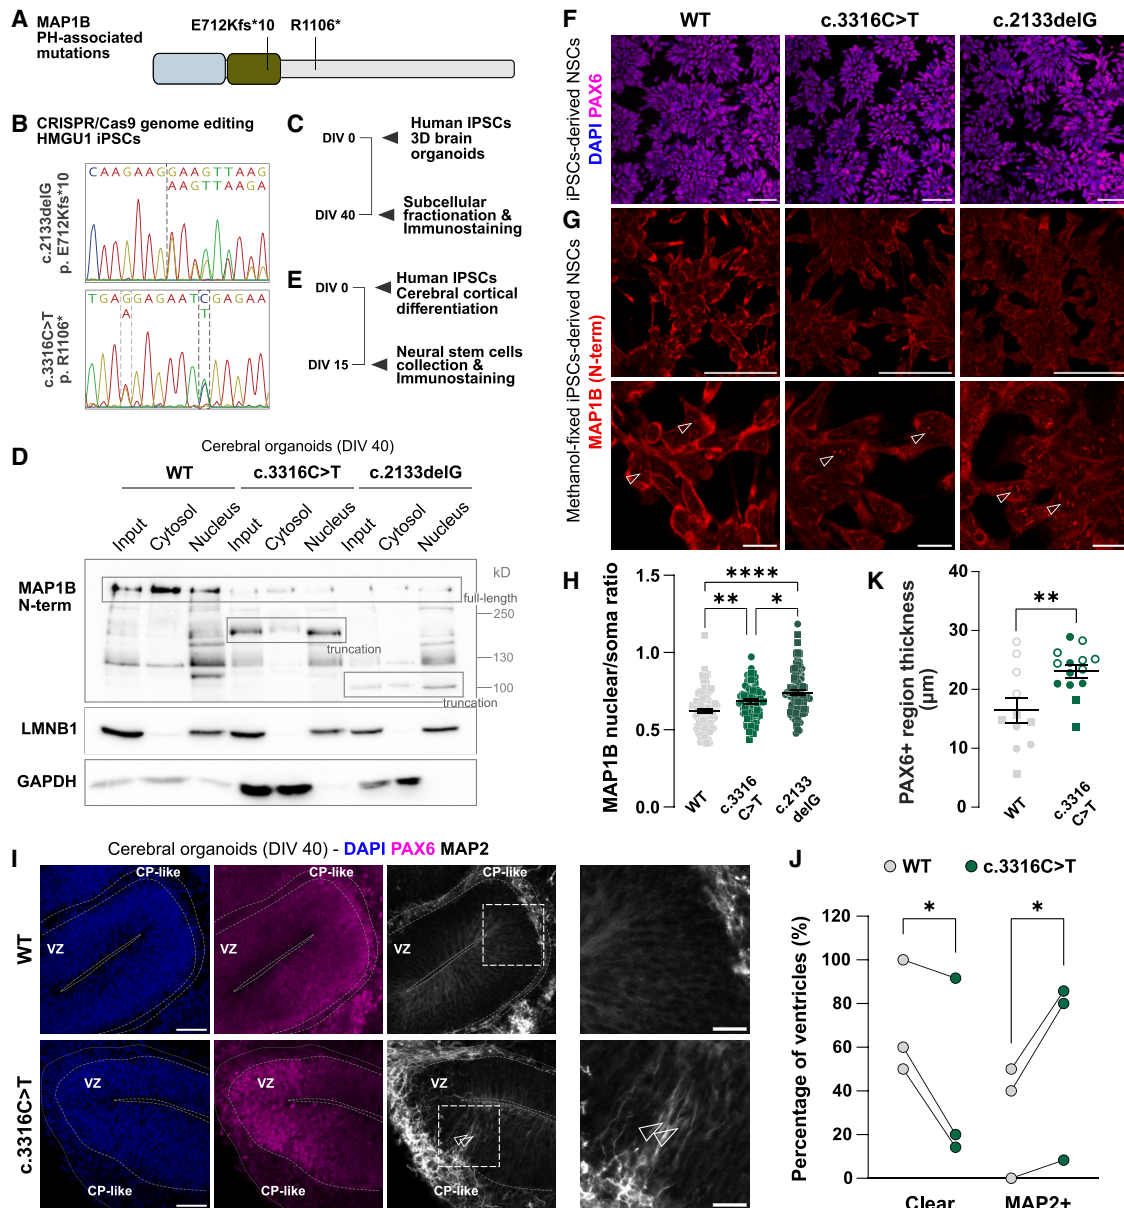 A
MAP1B
PH-associated
mutations
E712Kfs*10
R1106*
B
CRISPR/Cas9 genome editing
HMGU1 iPSCs
c.2133delG
p. E712Kfs*10
CAAGAAGGAAGTTAAG
AAGTTAAGA
c.3316C>T
p. R1106*
TGAGGAGAATCGAGAA
A
T
C
DIV 0
Human IPSCs
3D brain
organoids
DIV 40
Subcellular
fractionation &
Immunostaining
E
DIV 0
Human IPSCs
Cerebral cortical
differentiation
DIV 15
Neural stem cells
collection &
Immunostaining
D
Cerebral organoids (DIV 40)
WT
c.3316C>T
c.2133delG
Input
Cytosol
Nucleus
Input
Cytosol
Nucleus
Input
Cytosol
Nucleus
MAP1B
N-term
kD
full-length
250
truncation
130
100
truncation
LMNB1
GAPDH
F
WT
c.3316C>T
c.2133delG
iPSCs-derived NSCs
DAPI PAX6
G
Methanol-fixed iPSCs-derived NSCs
MAP1B (N-term)
H
MAP1B nuclear/soma ratio
1.5
1.0
0.5
0.0
****
**
*
WT
c.3316
C>T
c.2133
delG
K
PAX6+ region thickness
(μm)
40
30
20
10
0
**
WT
c.3316
C>T
I
Cerebral organoids (DIV 40) - DAPI PAX6 MAP2
WT
CP-like
VZ
CP-like
VZ
CP-like
VZ
c.3316C>T
VZ
CP-like
VZ
CP-like
VZ
CP-like
J
WT
c.3316C>T
Percentage of ventricles (%)
120
100
80
60
40
20
0
*
*
Clear
MAP2+